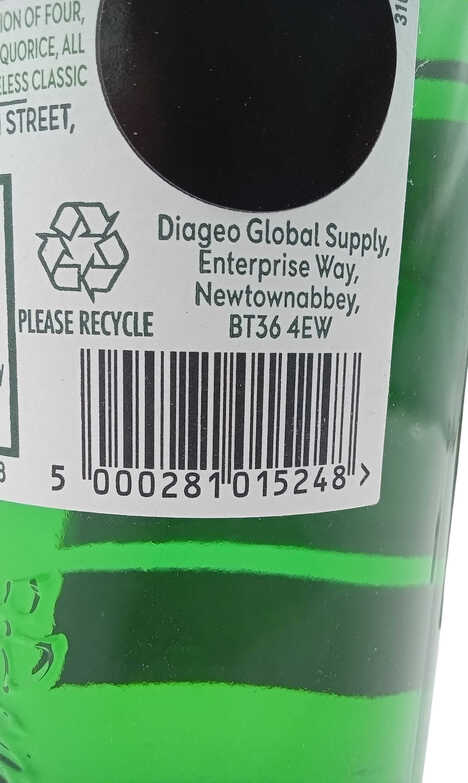 ION OF FOUR,
QUORICE, ALL
ELESS CLASSIC
STREET,
Diageo Global Supply,
Enterprise Way,
Newtownabbey,
BT36 4EW
PLEASE RECYCLE
5 000281 015248 >